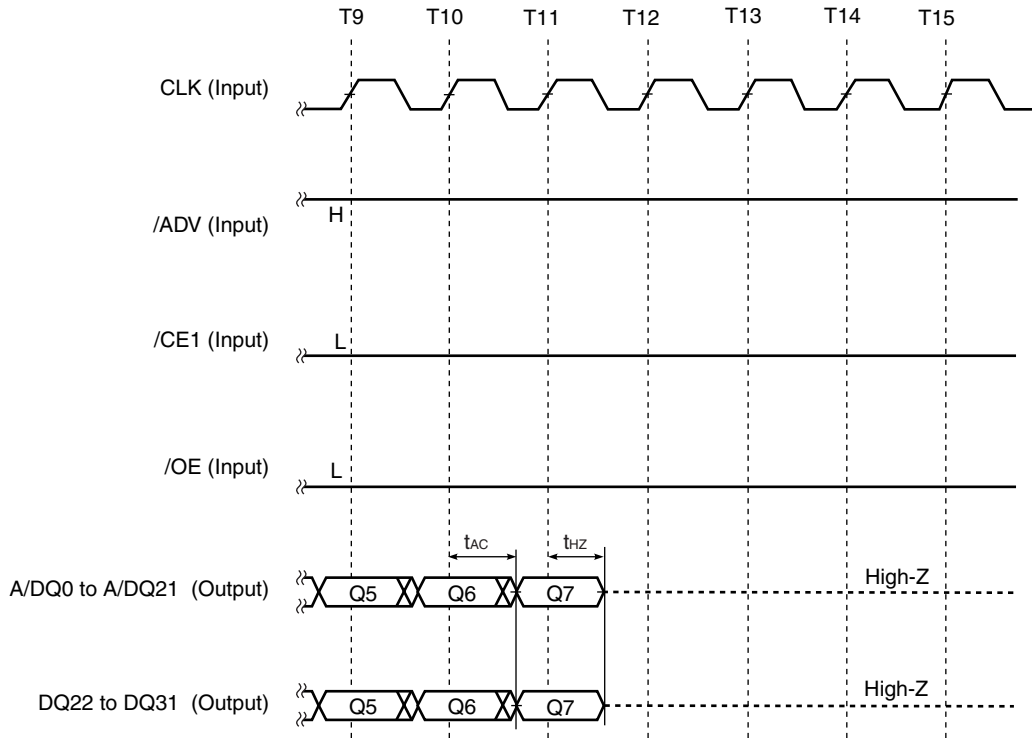 T9 T10 T11 T12 T13 T14 T15
CLK (Input)
H
/ADV (Input)
/CE1 (Input) L
/OE (Input) L
tAC tHZ
A/DQ0 to A/DQ21 (Output) Q5 Q6 Q7 High-Z
DQ22 to DQ31 (Output) Q5 Q6 Q7 High-Z